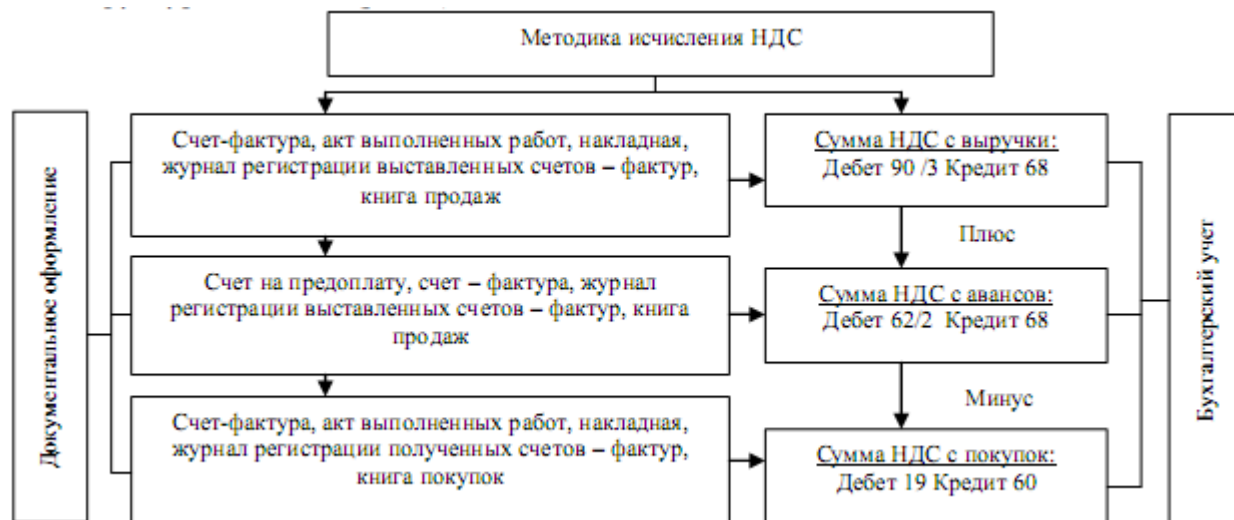 Методика исчисления НДС
Документальное оформление
Счет-фактура, акт выполненных работ, накладная,
журнал регистрации выставленных счетов – фактур,
книга продаж
Сумма НДС с выручки:
Дебет 90 /3 Кредит 68
Бухгалтерский учет
Плюс
Счет на предоплату, счет – фактура, журнал
регистрации выставленных счетов – фактур, книга
продаж
Сумма НДС с авансов:
Дебет 62/2 Кредит 68
Минус
Счет-фактура, акт выполненных работ, накладная,
журнал регистрации полученных счетов – фактур,
книга покупок
Сумма НДС с покупок:
Дебет 19 Кредит 60